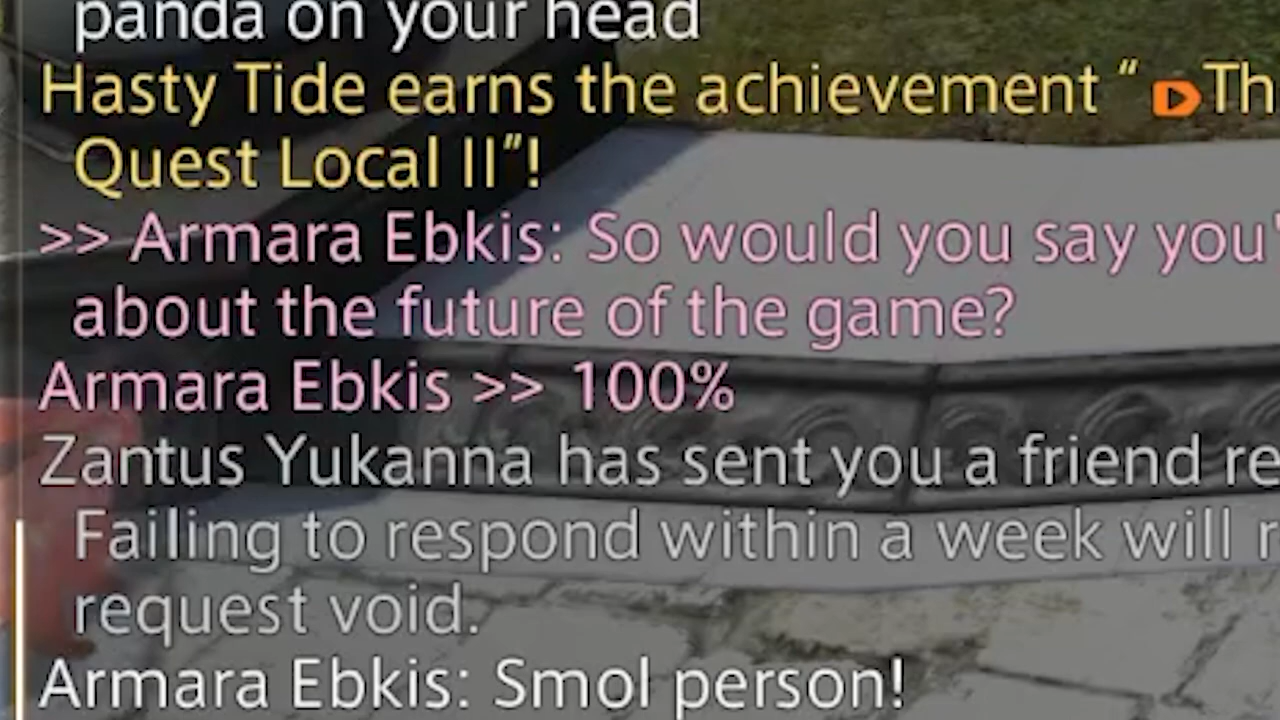 panda on your head
Hasty Tide earns the achievement “ Th
Quest Local II”!
>> Armara Ebkis: So would you say you'
about the future of the game?
Armara Ebkis >> 100%
Zantus Yukanna has sent you a friend re
Failing to respond within a week will r
request void.
Armara Ebkis: Smol person!